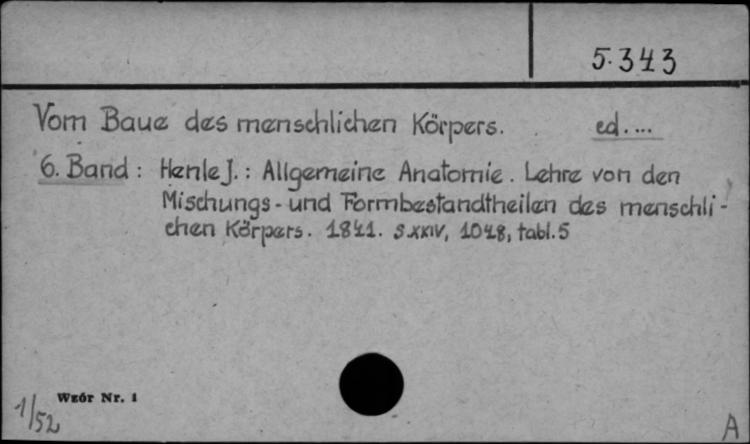 5.343
Vom Baue des menschlichen Körpers. ed. ...
6. Band : Henle J. : Allgemeine Anatomie. Lehre von den
Mischungs- und Formbestandtheilen des menschli-
chen Körpers. 1841. S.XXIV, 1048, tabl. 5
Wzór Nr. 1
1/52
A